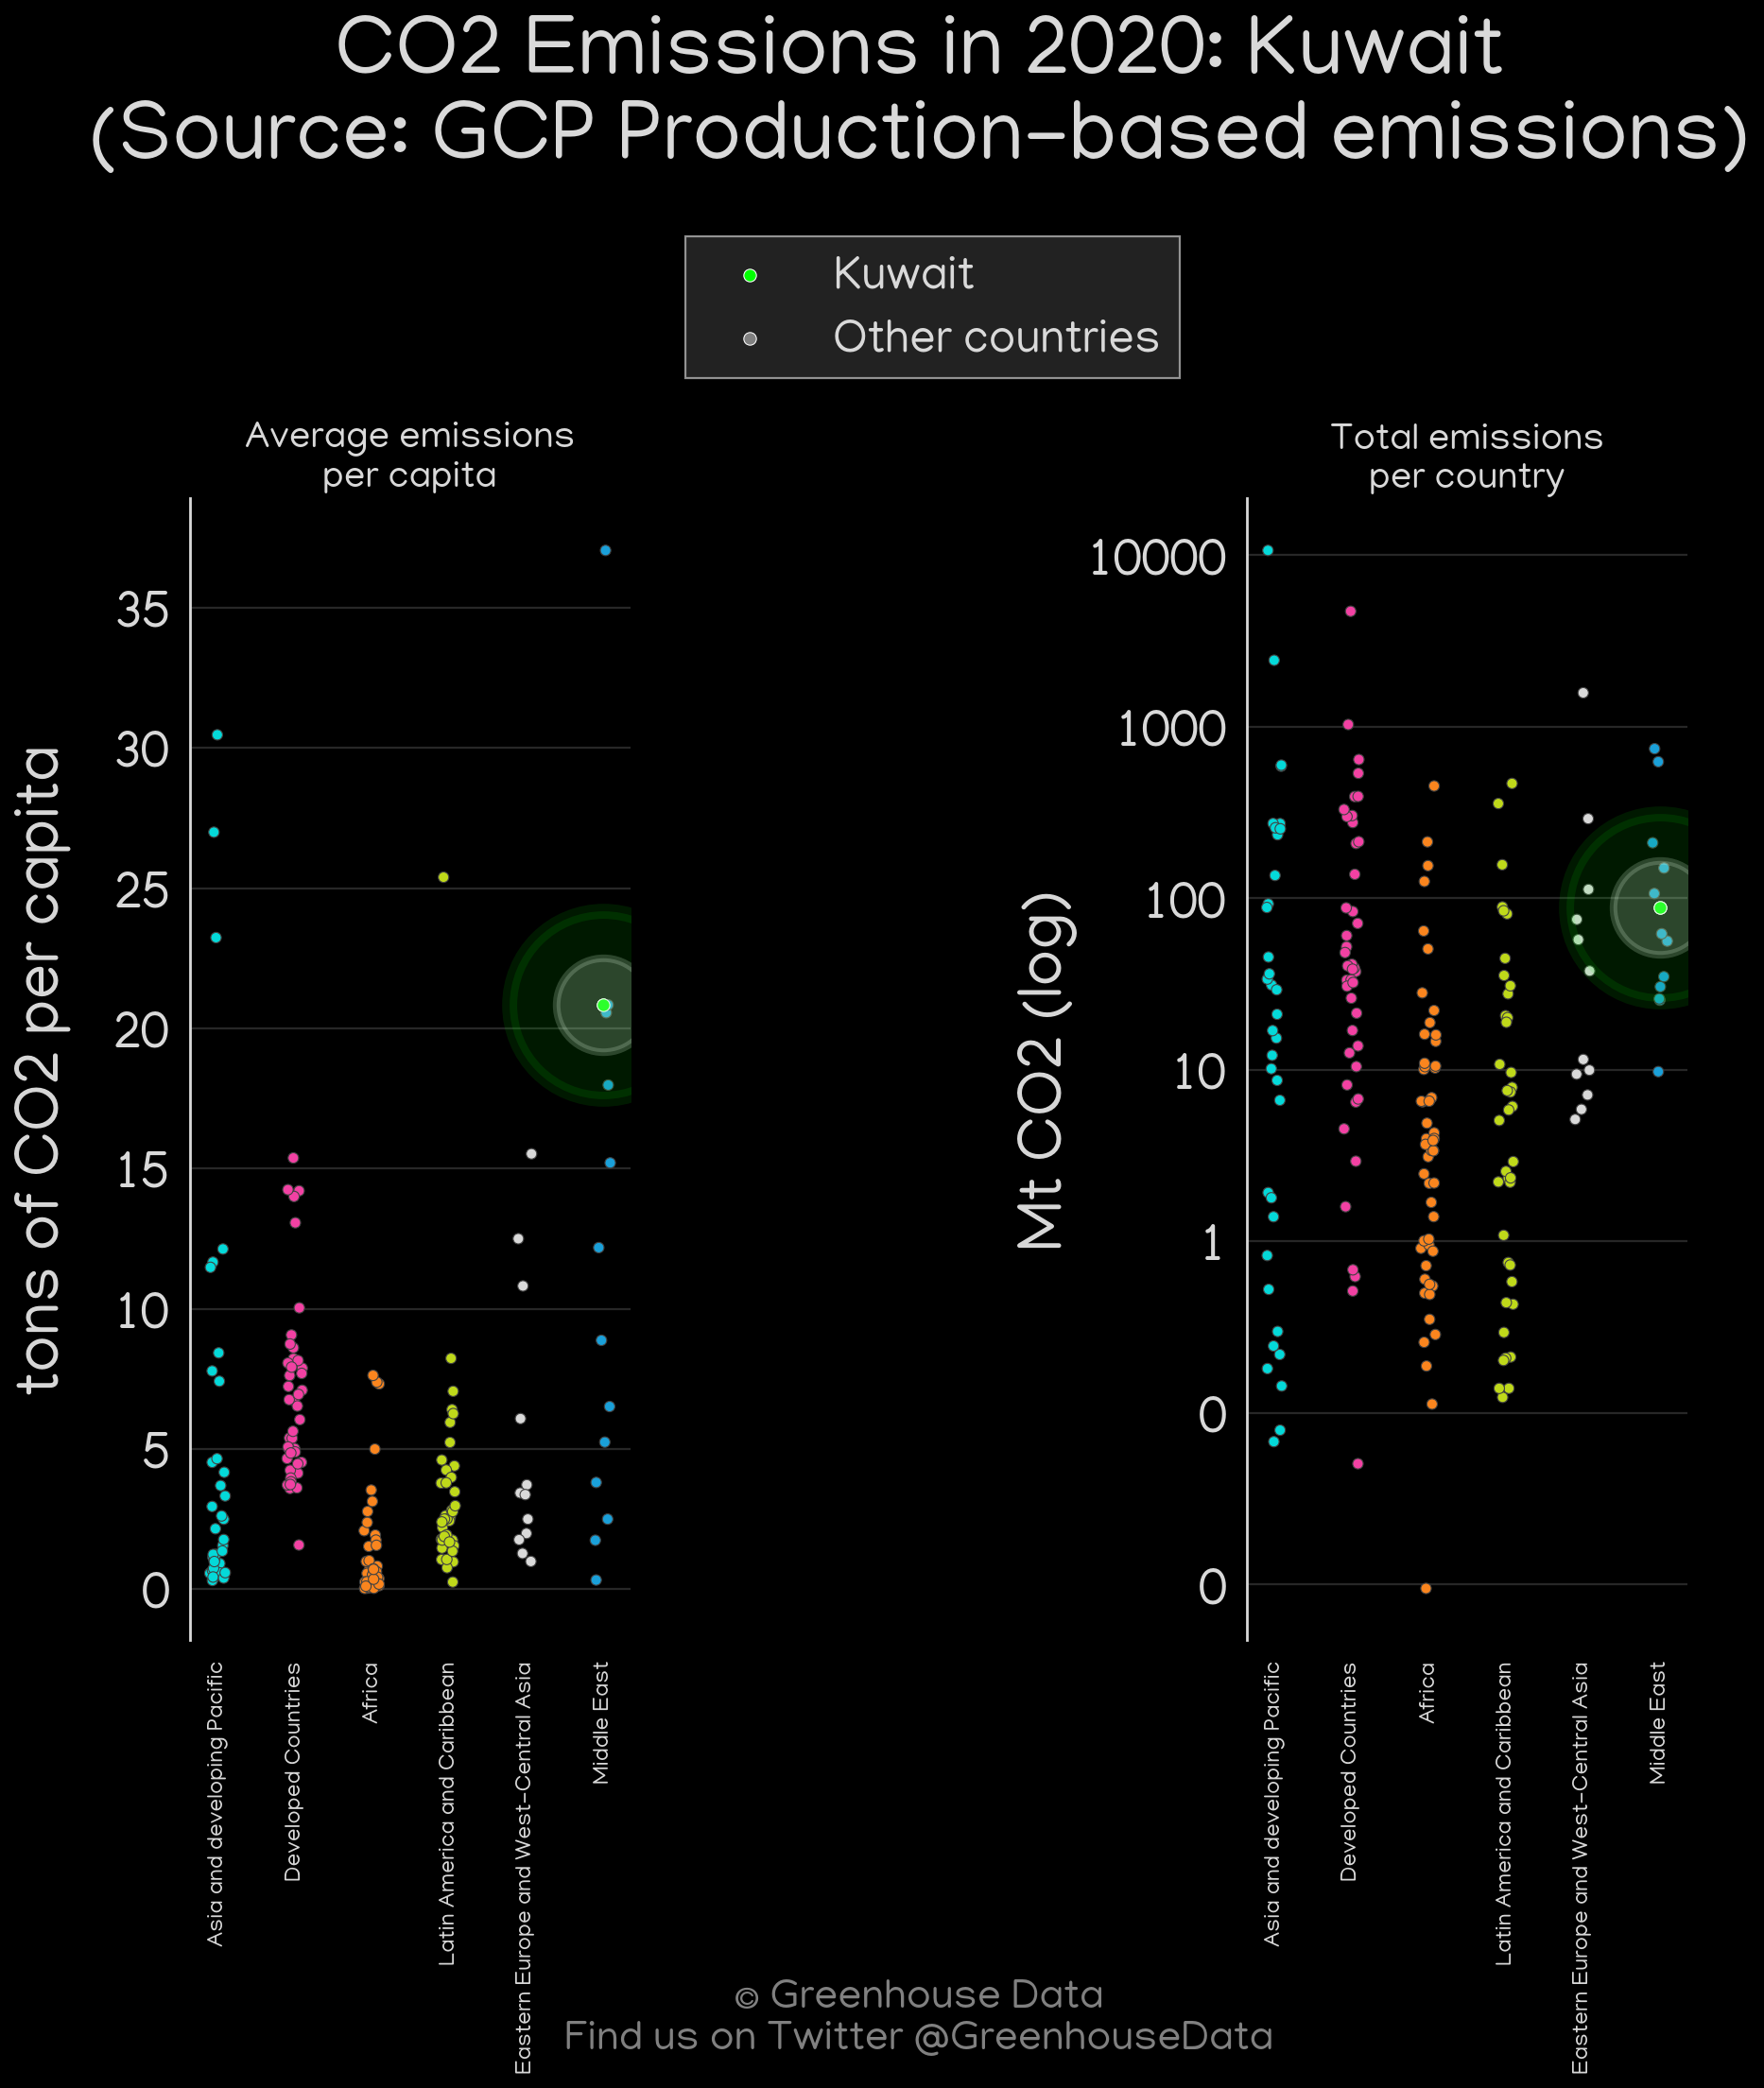 CO2 Emissions in 2020: Kuwait
(Source: GCP Production-based emissions)
Kuwait
Other countries
Average emissions
per capita
tons of CO2 per capita
35
30
25
20
15
10
5
0
Asia and developing Pacific
Developed Countries
Africa
Latin America and Caribbean
Eastern Europe and West-Central Asia
Middle East
Total emissions
per country
Mt CO2 (log)
10000
1000
100
10
1
0
0
Asia and developing Pacific
Developed Countries
Africa
Latin America and Caribbean
Eastern Europe and West-Central Asia
Middle East
© Greenhouse Data
Find us on Twitter @GreenhouseData